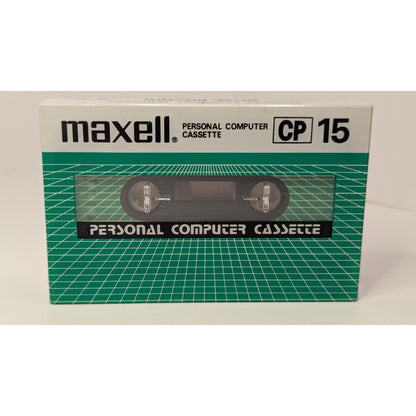 maxell® PERSONAL COMPUTER CASSETTE CP 15
PERSONAL COMPUTER CASSETTE